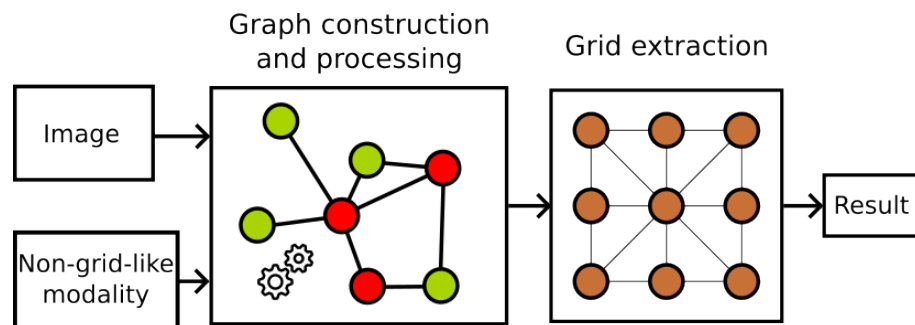 Graph construction
and processing
Grid extraction
Image
Non-grid-like
modality
Result